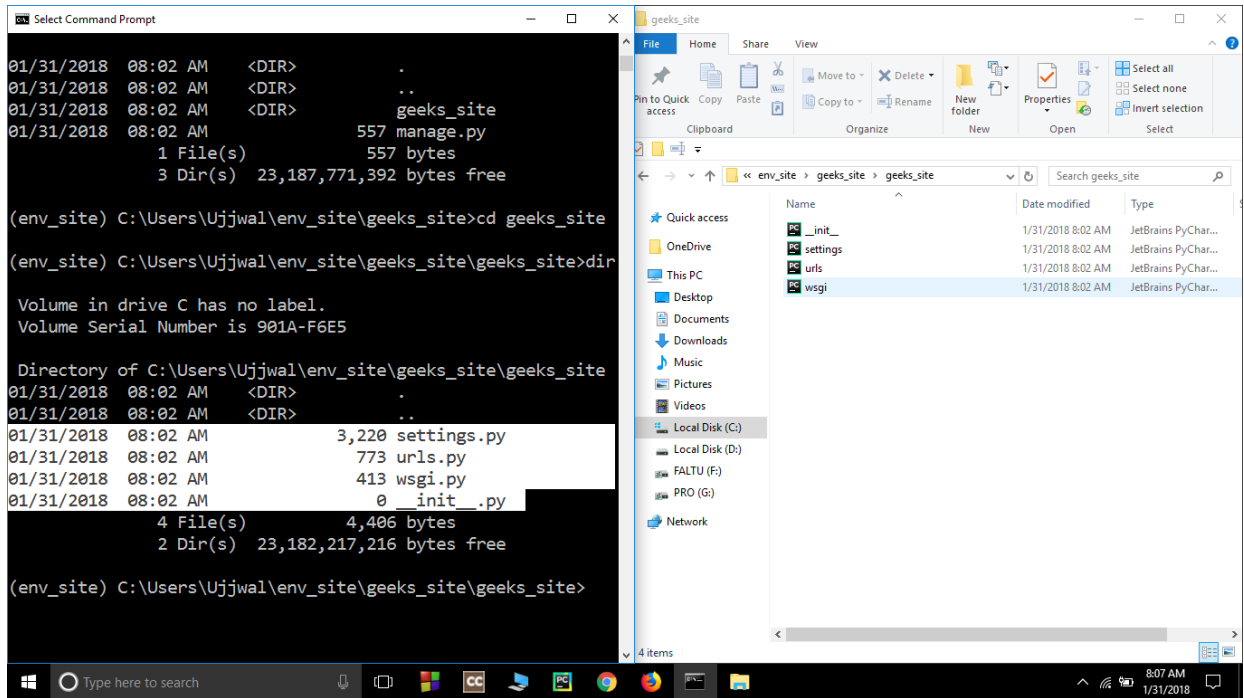 Select Command Prompt
01/31/2018  08:02 AM    <DIR>          .
01/31/2018  08:02 AM    <DIR>          ..
01/31/2018  08:02 AM    <DIR>          geeks_site
01/31/2018  08:02 AM               557 manage.py
1 File(s)            557 bytes
3 Dir(s)  23,187,771,392 bytes free
(env_site) C:\Users\Ujjwal\env_site\geeks_site>cd geeks_site
(env_site) C:\Users\Ujjwal\env_site\geeks_site\geeks_site>dir
Volume in drive C has no label.
Volume Serial Number is 901A-F6E5
Directory of C:\Users\Ujjwal\env_site\geeks_site\geeks_site
01/31/2018  08:02 AM    <DIR>          .
01/31/2018  08:02 AM    <DIR>          ..
01/31/2018  08:02 AM             3,220 settings.py
01/31/2018  08:02 AM               773 urls.py
01/31/2018  08:02 AM               413 wsgi.py
01/31/2018  08:02 AM                 0 __init__.py
4 File(s)          4,406 bytes
2 Dir(s)  23,182,217,216 bytes free
(env_site) C:\Users\Ujjwal\env_site\geeks_site\geeks_site>
geeks_site
File Home Share View
Pin to Quick access
Copy
Paste
Move to
Copy to
Delete
Rename
New folder
Properties
Select all
Select none
Invert selection
Clipboard Organize New Open Select
« env_site > geeks_site > geeks_site
Search geeks_site
Quick access
OneDrive
This PC
Desktop
Documents
Downloads
Music
Pictures
Videos
Local Disk (C:)
Local Disk (D:)
FALTU (F:)
PRO (G:)
Network
Name Date modified Type
__init__ 1/31/2018 8:02 AM JetBrains PyChar...
settings 1/31/2018 8:02 AM JetBrains PyChar...
urls 1/31/2018 8:02 AM JetBrains PyChar...
wsgi 1/31/2018 8:02 AM JetBrains PyChar...
4 items
Type here to search
CC
PC
8:07 AM
1/31/2018